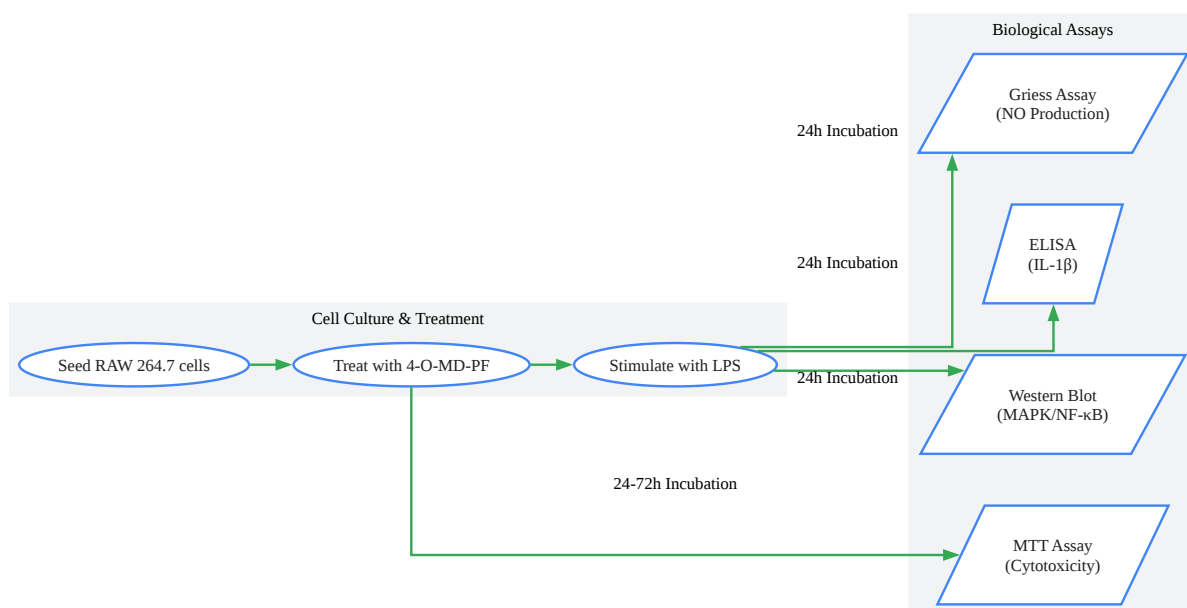 Biological Assays
Griess Assay
(NO Production)
24h Incubation
ELISA
(IL-1β)
24h Incubation
Cell Culture & Treatment
Seed RAW 264.7 cells
Treat with 4-O-MD-PF
Stimulate with LPS
24h Incubation
Western Blot
(MAPK/NF-κB)
24-72h Incubation
MTT Assay
(Cytotoxicity)